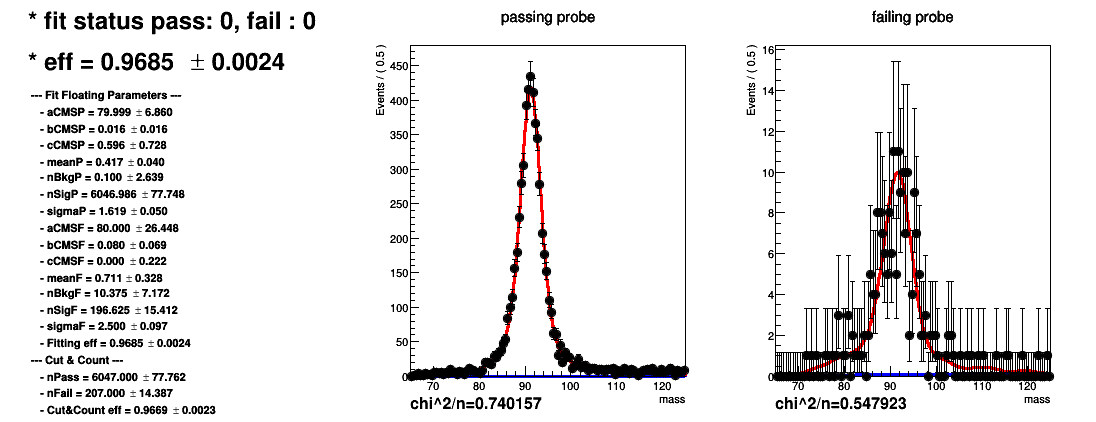 * fit status pass: 0, fail : 0
* eff = 0.9685 ± 0.0024
--- Fit Floating Parameters ---
- aCMSP = 79.999 ± 6.860
- bCMSP = 0.016 ± 0.016
- cCMSP = 0.596 ± 0.728
- meanP = 0.417 ± 0.040
- nBkgP = 0.100 ± 2.639
- nSigP = 6046.986 ± 77.748
- sigmaP = 1.619 ± 0.050
- aCMSF = 80.000 ± 26.448
- bCMSF = 0.080 ± 0.069
- cCMSF = 0.000 ± 0.222
- meanF = 0.711 ± 0.328
- nBkgF = 10.375 ± 7.172
- nSigF = 196.625 ± 15.412
- sigmaF = 2.500 ± 0.097
- Fitting eff = 0.9685 ± 0.0024
--- Cut & Count ---
- nPass = 6047.000 ± 77.762
- nFail = 207.000 ± 14.387
- Cut&Count eff = 0.9669 ± 0.0023
passing probe
Events / ( 0.5 )
450
400
350
300
250
200
150
100
50
0
70 80 90 100 110 120
mass
chi^2/n=0.740157
failing probe
Events / ( 0.5 )
16
14
12
10
8
6
4
2
0
70 80 90 100 110 120
mass
chi^2/n=0.547923